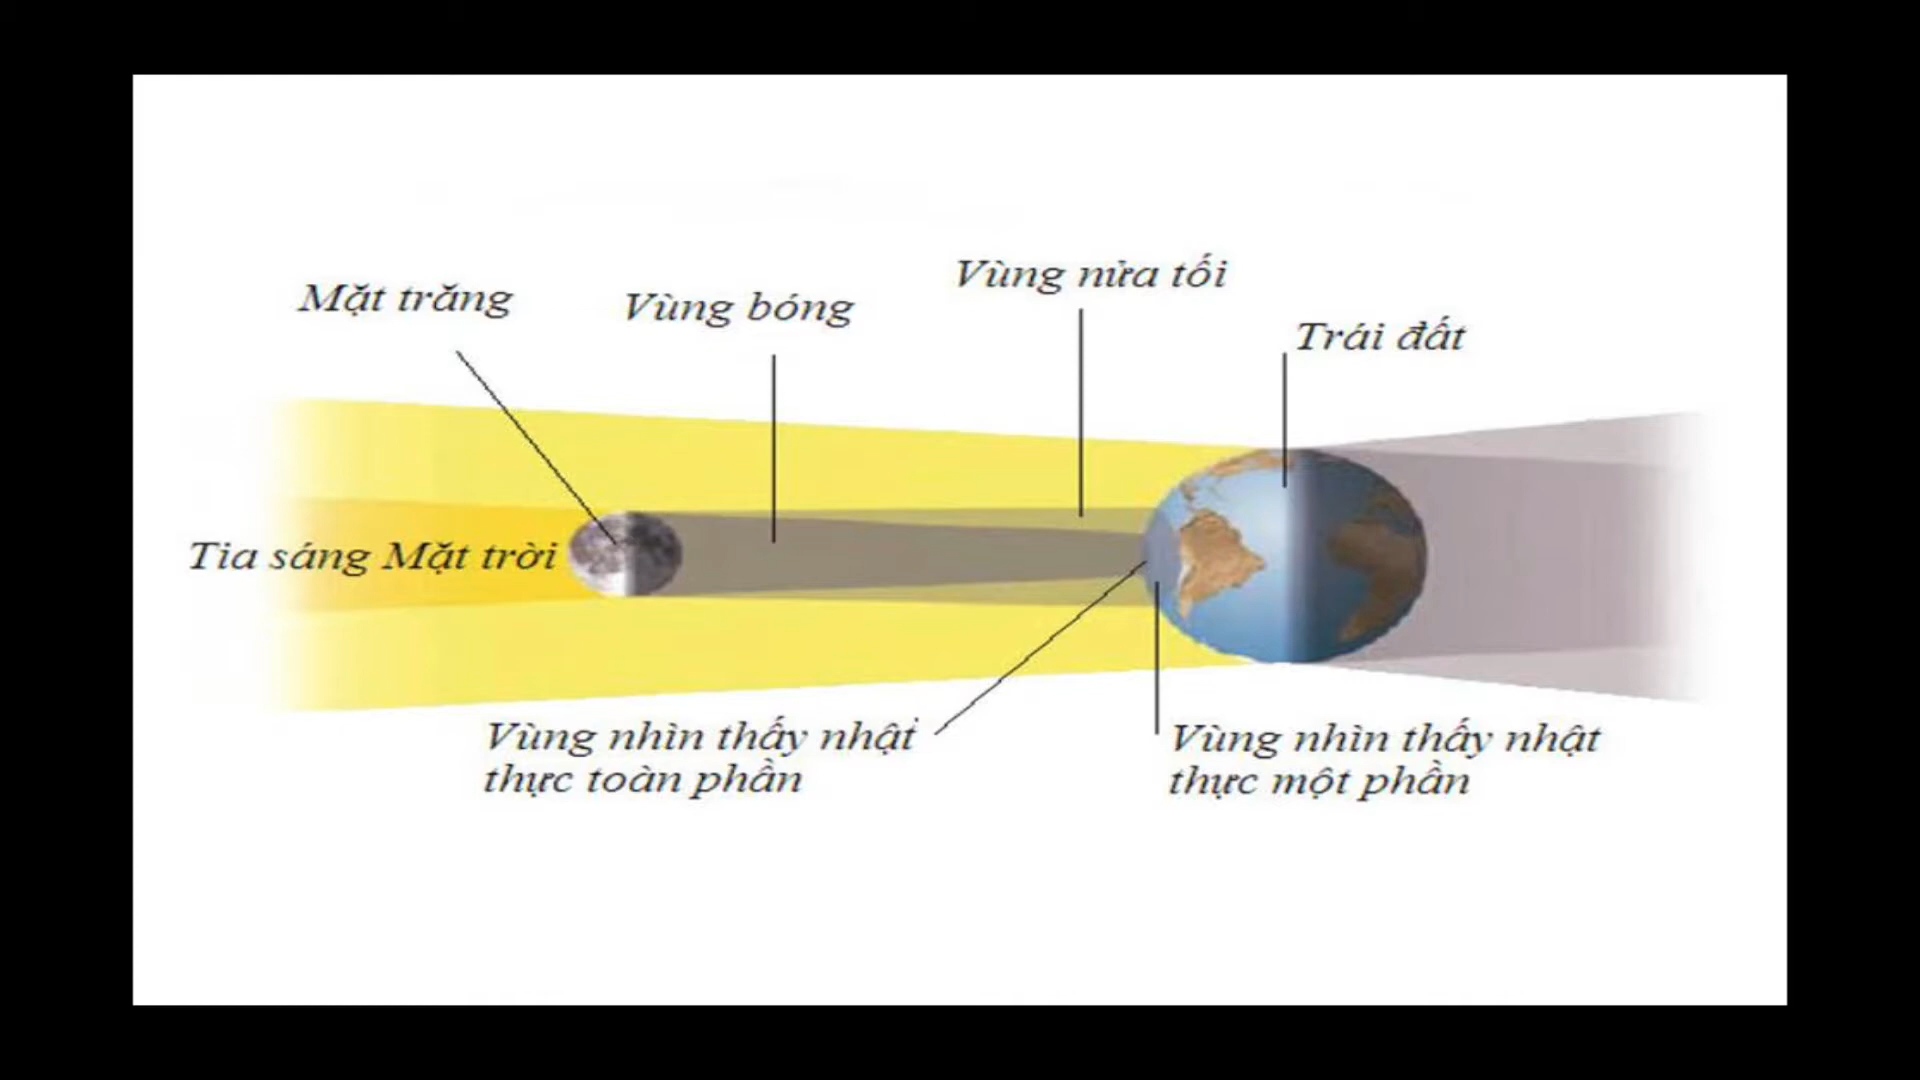 Vùng nửa tối
Mặt trăng
Vùng bóng
Trái đất
Tia sáng Mặt trời
Vùng nhìn thấy nhật
thực toàn phần
Vùng nhìn thấy nhật
thực một phần